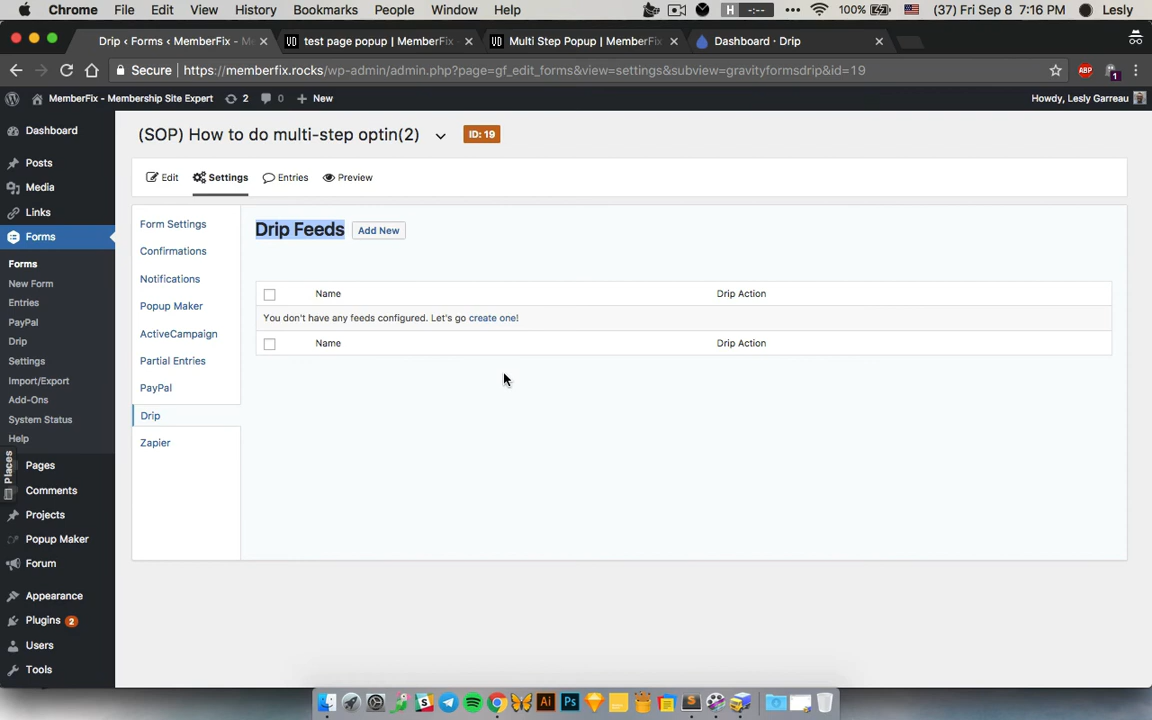 Chrome File Edit View History Bookmarks People Window Help H -:-- 100% (37) Fri Sep 8 7:16 PM Lesly
Drip ‹ Forms ‹ MemberFix - M test page popup | MemberFix Multi Step Popup | MemberFix Dashboard · Drip
Secure https://memberfix.rocks/wp-admin/admin.php?page=gf_edit_forms&view=settings&subview=gravityformsdrip&id=19 ABP 1
MemberFix - Membership Site Expert 2 0 + New Howdy, Lesly Garreau
Dashboard
Posts
Media
Links
Forms
Forms
New Form
Entries
PayPal
Drip
Settings
Import/Export
Add-Ons
System Status
Help
Places
Pages
Comments
Projects
Popup Maker
Forum
Appearance
Plugins 2
Users
Tools
(SOP) How to do multi-step optin(2) ID: 19
Edit Settings Entries Preview
Form Settings
Confirmations
Notifications
Popup Maker
ActiveCampaign
Partial Entries
PayPal
Drip
Zapier
Drip Feeds Add New
Name Drip Action
You don't have any feeds configured. Let's go create one!
Name Drip Action
Ai Ps S